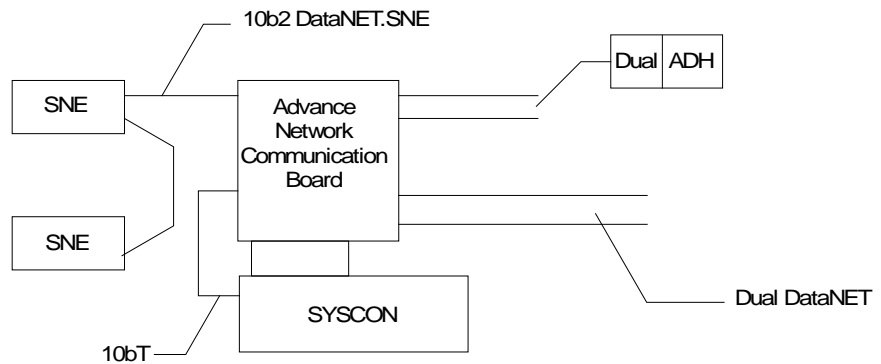 10b2 DataNET.SNE
Dual ADH
SNE
Advance
Network
Communication
Board
SNE
Dual DataNET
SYSCON
10bT